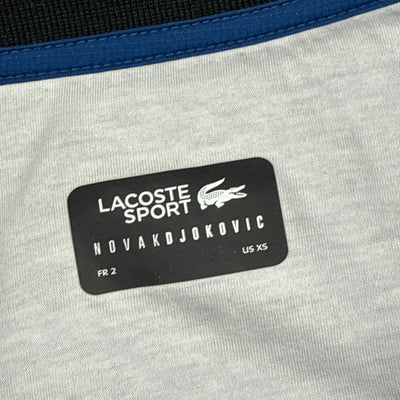 LACOSTE
SPORT
NOVAKDJOKOVIC
FR 2
US XS